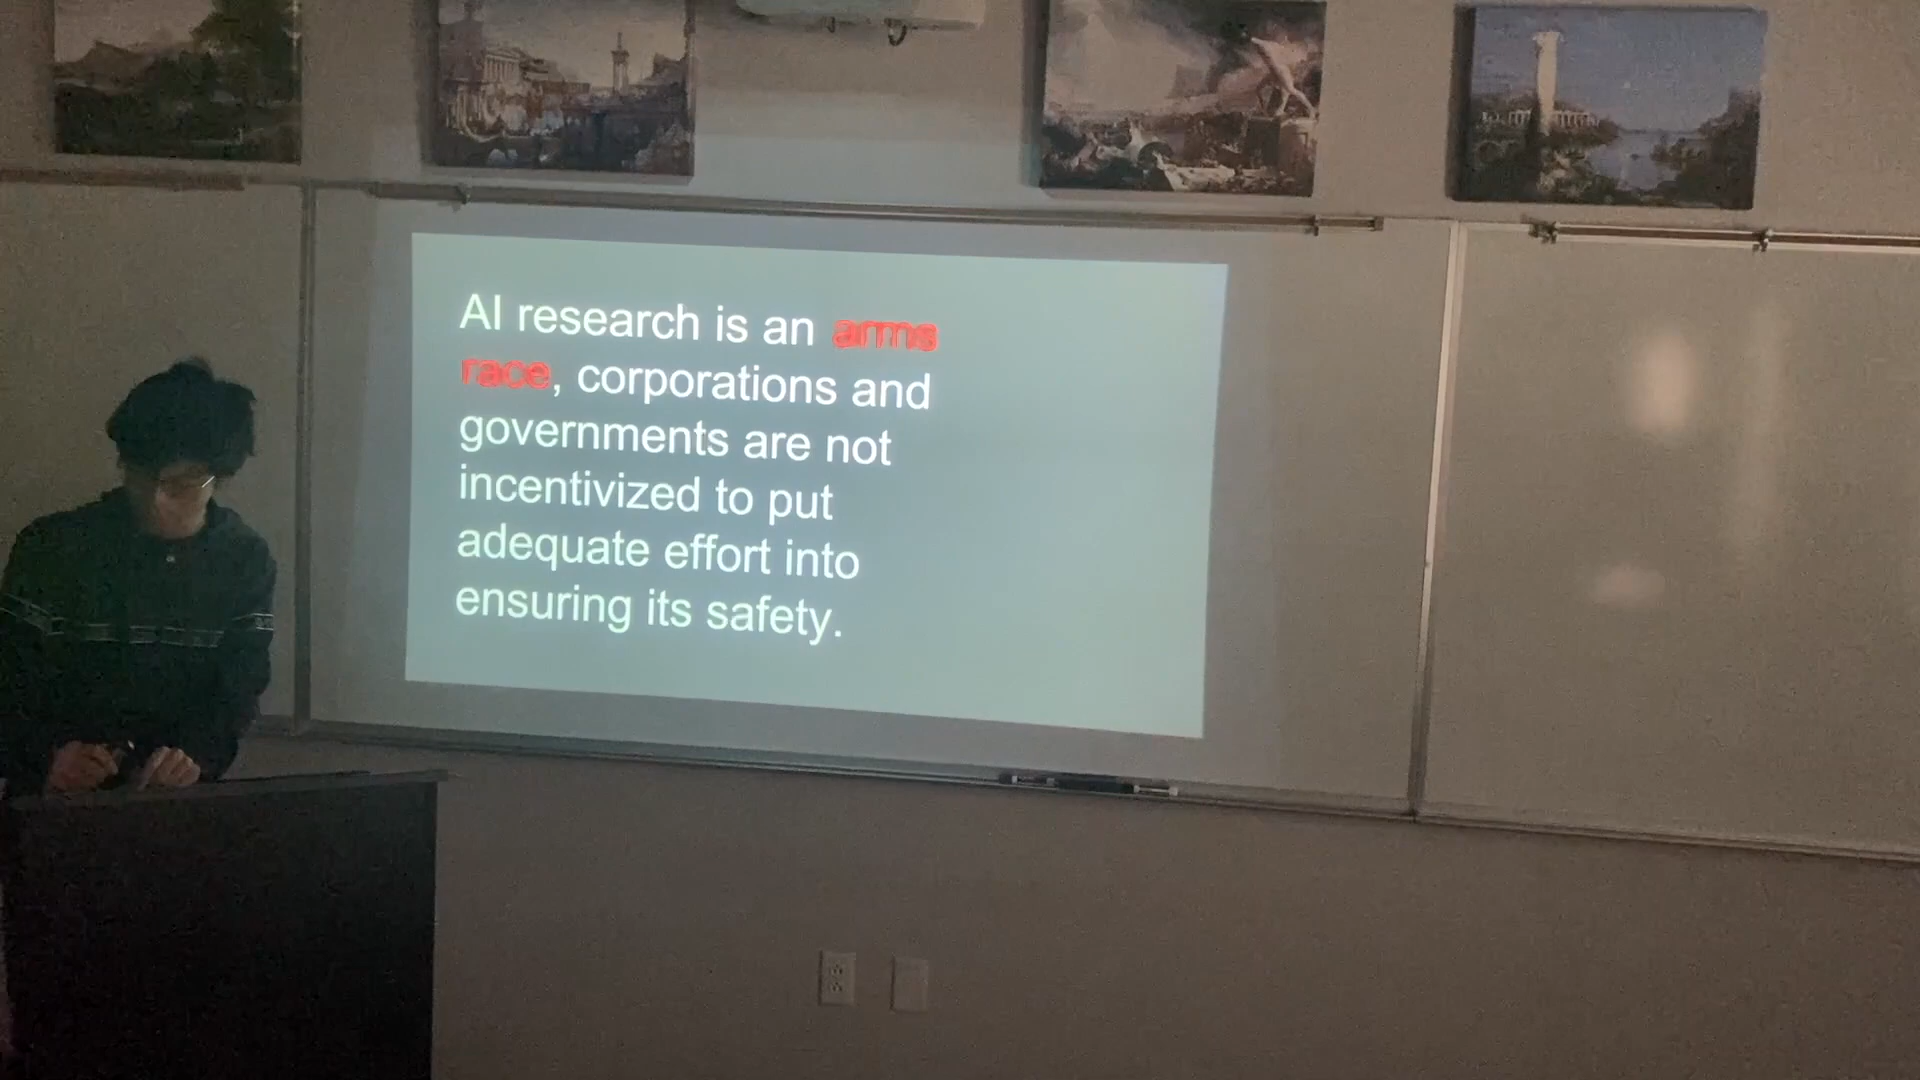 AI research is an arms
race, corporations and
governments are not
incentivized to put
adequate effort into
ensuring its safety.